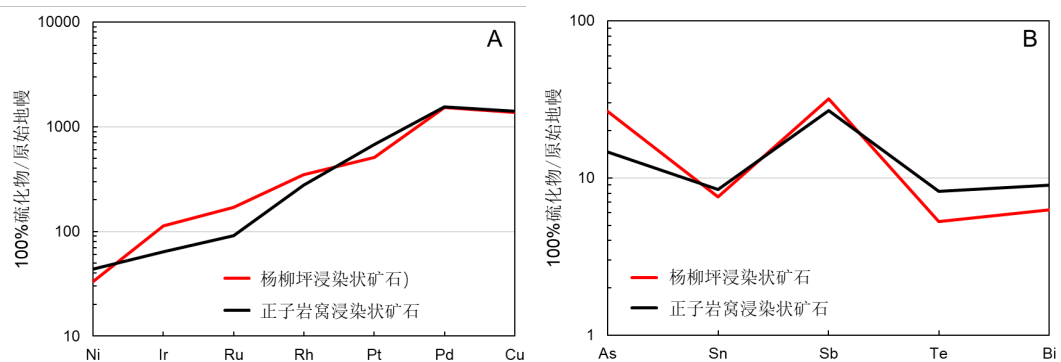 A
10000
1000
100
10
100%硫化物/原始地幔
杨柳坪浸染状矿石)
正子岩窝浸染状矿石
Ni Ir Ru Rh Pt Pd Cu
B
100
10
1
100%硫化物/原始地幔
杨柳坪浸染状矿石
正子岩窝浸染状矿石
As Sn Sb Te Bi